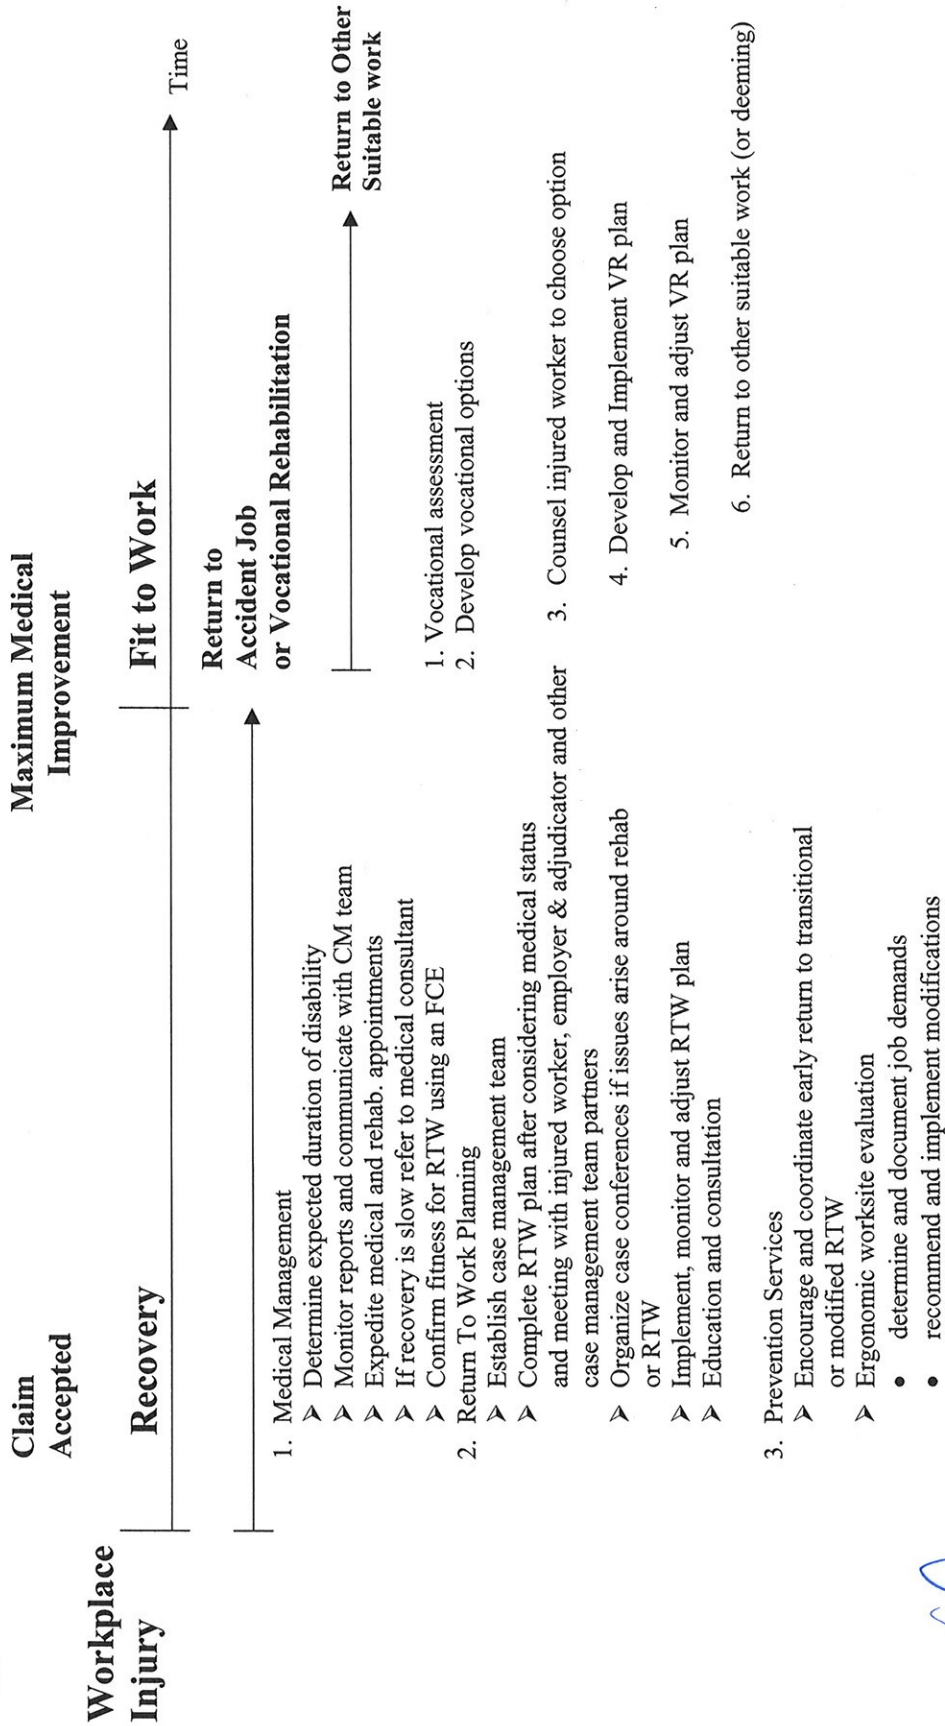 Claim
Accepted
Maximum Medical
Improvement
Workplace
Injury
Recovery
Fit to Work
Time
Return to
Accident Job
or Vocational Rehabilitation
Return to Other
Suitable work
1. Medical Management
➤ Determine expected duration of disability
➤ Monitor reports and communicate with CM team
➤ Expedite medical and rehab. appointments
➤ If recovery is slow refer to medical consultant
➤ Confirm fitness for RTW using an FCE
2. Return To Work Planning
➤ Establish case management team
➤ Complete RTW plan after considering medical status
and meeting with injured worker, employer & adjudicator and other
case management team partners
➤ Organize case conferences if issues arise around rehab
or RTW
➤ Implement, monitor and adjust RTW plan
➤ Education and consultation
3. Prevention Services
➤ Encourage and coordinate early return to transitional
or modified RTW
➤ Ergonomic worksite evaluation
• determine and document job demands
• recommend and implement modifications
1. Vocational assessment
2. Develop vocational options
3. Counsel injured worker to choose option
4. Develop and Implement VR plan
5. Monitor and adjust VR plan
6. Return to other suitable work (or deeming)